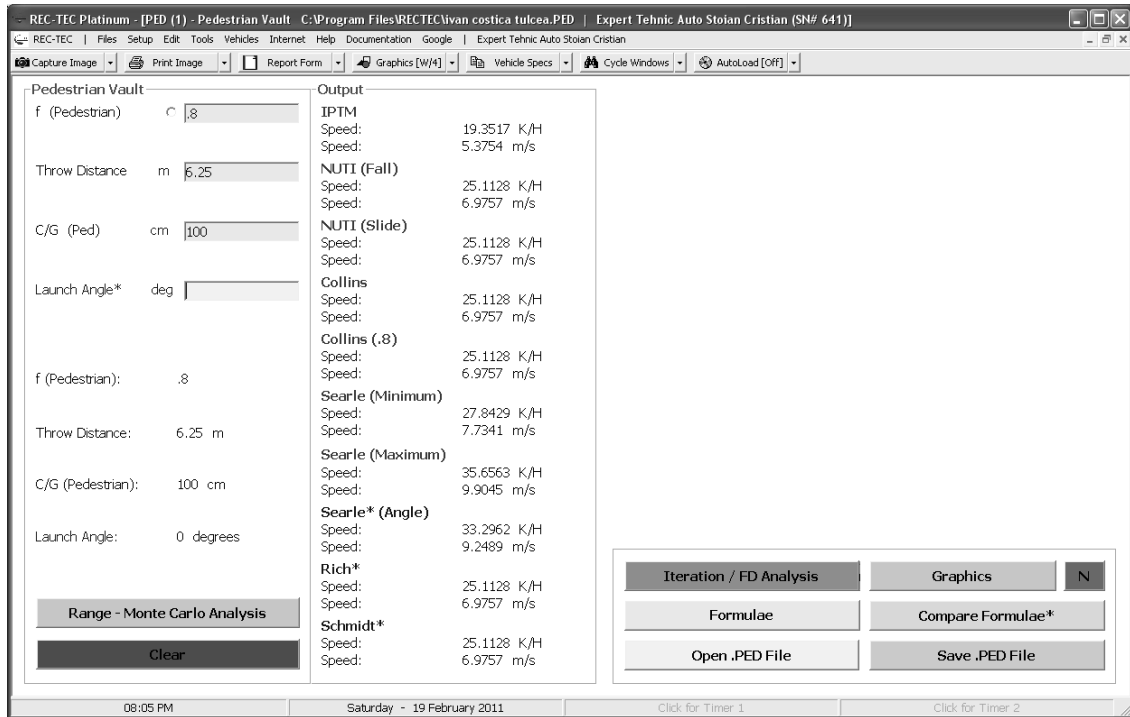 REC-TEC Platinum - [PED (1) - Pedestrian Vault C:\Program Files\RECTEC\ivan costica tulcea.PED | Expert Tehnic Auto Stoian Cristian (SN# 641)]
REC-TEC | Files Setup Edit Tools Vehicles Internet Help Documentation Google | Expert Tehnic Auto Stoian Cristian
Capture Image Print Image Report Form Graphics [W/4] Vehicle Specs Cycle Windows AutoLoad [Off]
Pedestrian Vault
f (Pedestrian) .8
Throw Distance m 6.25
C/G (Ped) cm 100
Launch Angle* deg
f (Pedestrian): .8
Throw Distance: 6.25 m
C/G (Pedestrian): 100 cm
Launch Angle: 0 degrees
Range - Monte Carlo Analysis
Clear
Output
IPTM
Speed: 19.3517 K/H
Speed: 5.3754 m/s
NUTI (Fall)
Speed: 25.1128 K/H
Speed: 6.9757 m/s
NUTI (Slide)
Speed: 25.1128 K/H
Speed: 6.9757 m/s
Collins
Speed: 25.1128 K/H
Speed: 6.9757 m/s
Collins (.8)
Speed: 25.1128 K/H
Speed: 6.9757 m/s
Searle (Minimum)
Speed: 27.8429 K/H
Speed: 7.7341 m/s
Searle (Maximum)
Speed: 35.6563 K/H
Speed: 9.9045 m/s
Searle* (Angle)
Speed: 33.2962 K/H
Speed: 9.2489 m/s
Rich*
Speed: 25.1128 K/H
Speed: 6.9757 m/s
Schmidt*
Speed: 25.1128 K/H
Speed: 6.9757 m/s
Iteration / FD Analysis Graphics N
Formulae Compare Formulae*
Open .PED File Save .PED File
08:05 PM Saturday - 19 February 2011 Click for Timer 1 Click for Timer 2